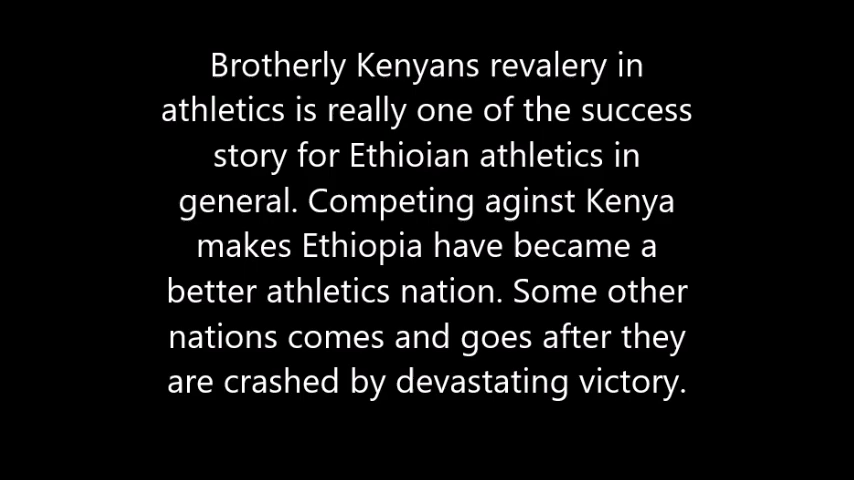 Brotherly Kenyans revalery in
athletics is really one of the success
story for Ethioian athletics in
general. Competing aginst Kenya
makes Ethiopia have became a
better athletics nation. Some other
nations comes and goes after they
are crashed by devastating victory.